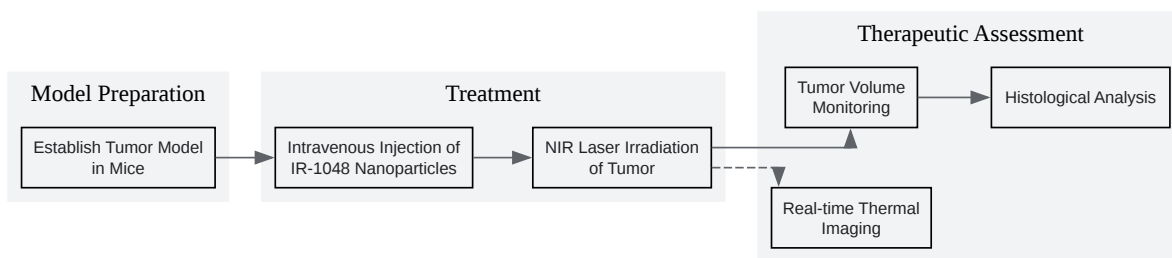 Model Preparation
Establish Tumor Model
in Mice
Treatment
Intravenous Injection of
IR-1048 Nanoparticles
NIR Laser Irradiation
of Tumor
Therapeutic Assessment
Tumor Volume
Monitoring
Histological Analysis
Real-time Thermal
Imaging